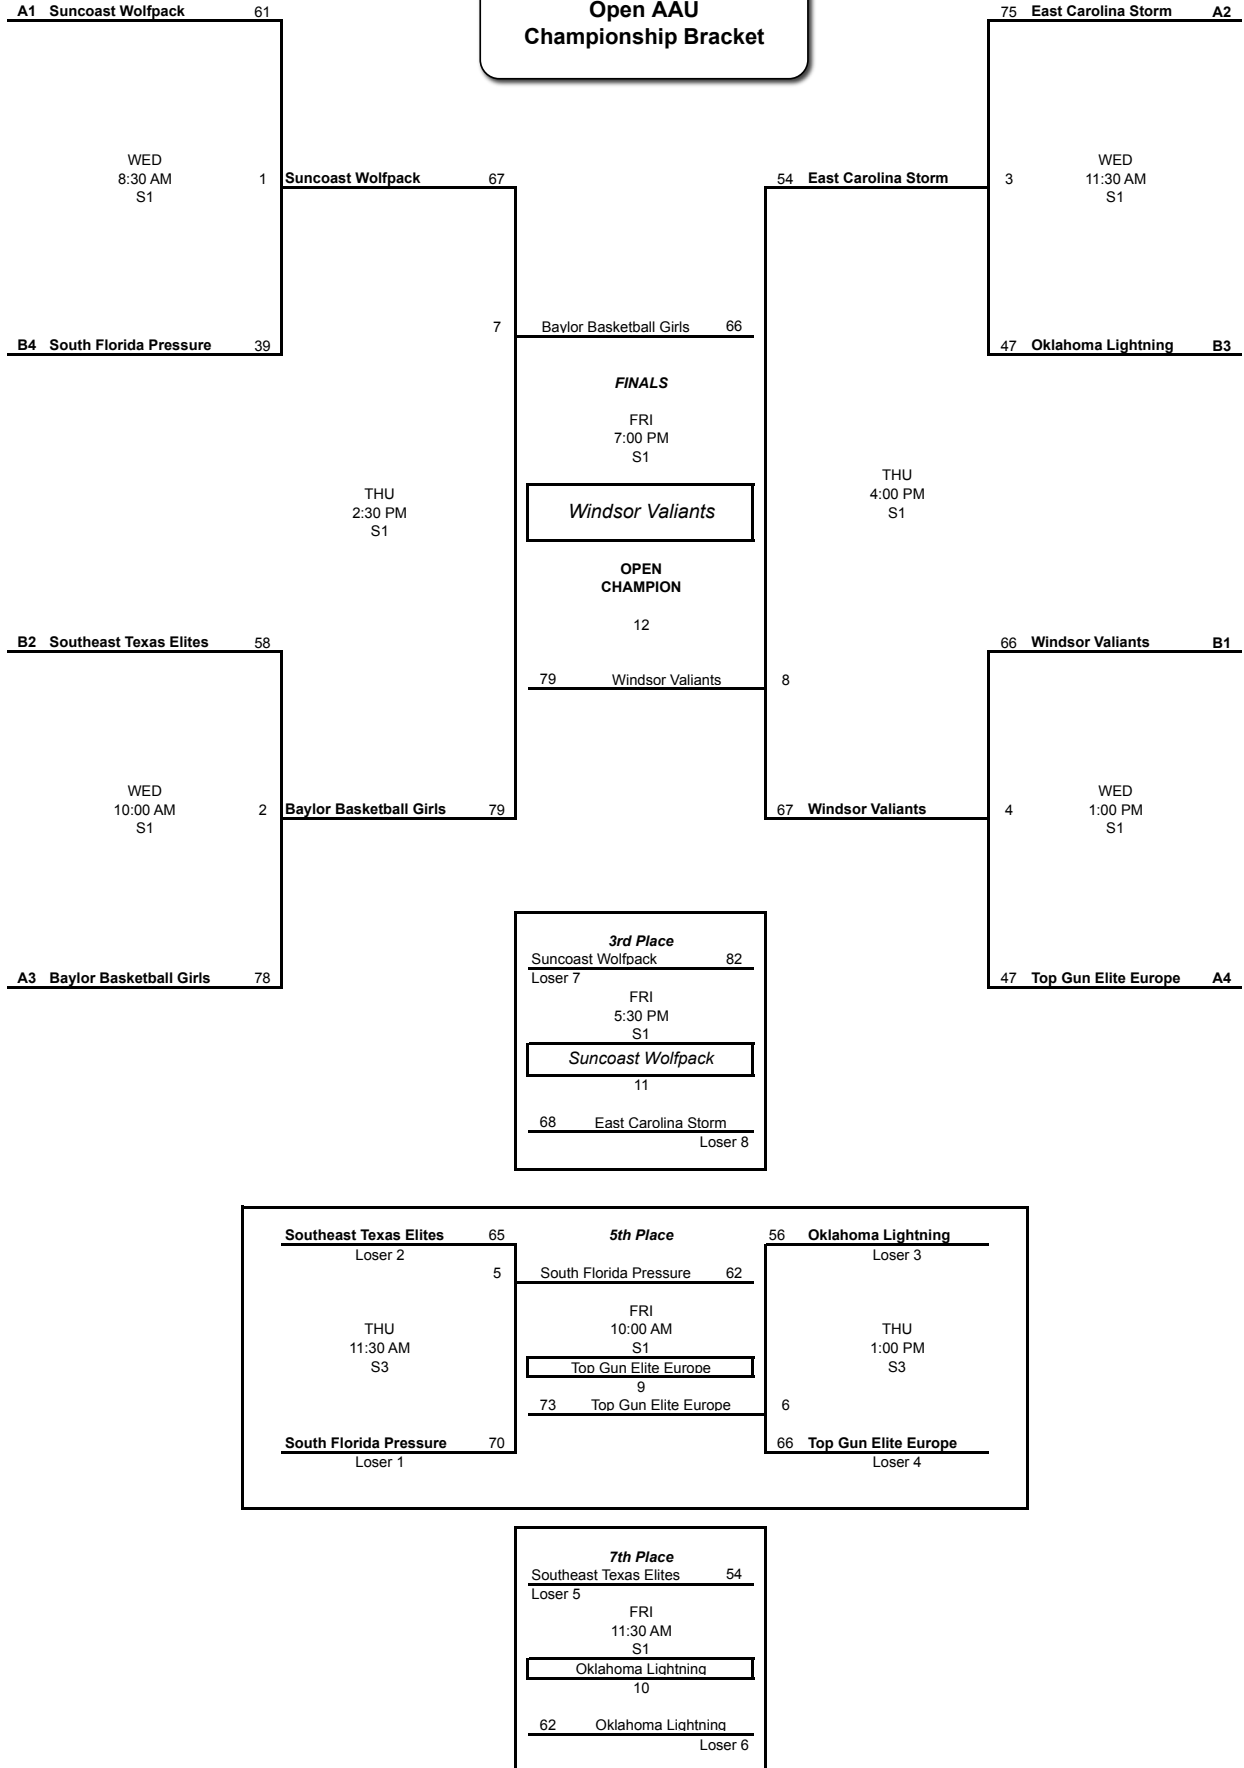 Open AAU
Championship Bracket
A1 Suncoast Wolfpack 61
75 East Carolina Storm A2
WED
8:30 AM
S1
1
Suncoast Wolfpack 67
54 East Carolina Storm
3
WED
11:30 AM
S1
7
Baylor Basketball Girls 66
B4 South Florida Pressure 39
47 Oklahoma Lightning B3
FINALS
FRI
7:00 PM
S1
THU
2:30 PM
S1
Windsor Valiants
THU
4:00 PM
S1
OPEN
CHAMPION
12
B2 Southeast Texas Elites 58
66 Windsor Valiants B1
79 Windsor Valiants
8
WED
10:00 AM
S1
2
Baylor Basketball Girls 79
67 Windsor Valiants
4
WED
1:00 PM
S1
A3 Baylor Basketball Girls 78
47 Top Gun Elite Europe A4
3rd Place
Suncoast Wolfpack 82
Loser 7
FRI
5:30 PM
S1
Suncoast Wolfpack
11
68 East Carolina Storm
Loser 8
Southeast Texas Elites 65
Loser 2
5th Place
56 Oklahoma Lightning
Loser 3
5
South Florida Pressure 62
THU
11:30 AM
S3
FRI
10:00 AM
S1
Top Gun Elite Europe
9
73 Top Gun Elite Europe
6
THU
1:00 PM
S3
South Florida Pressure 70
Loser 1
66 Top Gun Elite Europe
Loser 4
7th Place
Southeast Texas Elites 54
Loser 5
FRI
11:30 AM
S1
Oklahoma Lightning
10
62 Oklahoma Lightning
Loser 6